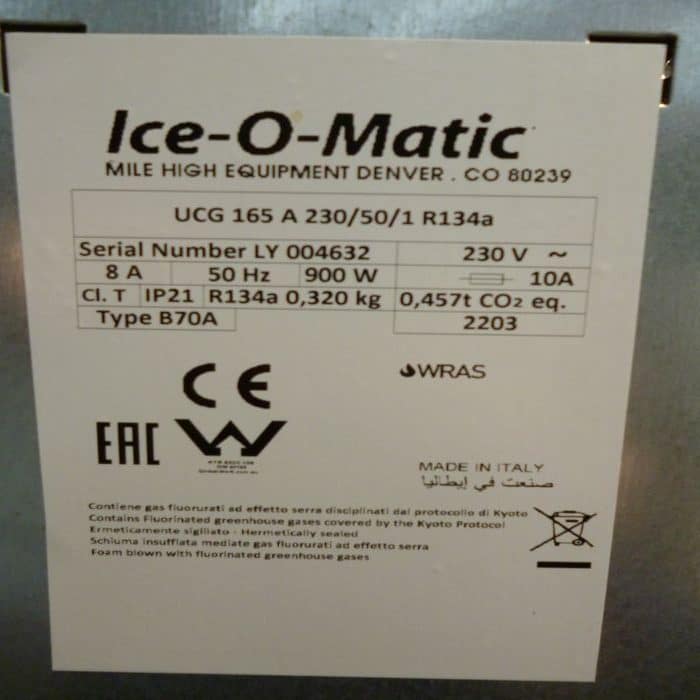 Ice-O-Matic
MILE HIGH EQUIPMENT DENVER . CO 80239
UCG 165 A 230/50/1 R134a
Serial Number LY 004632 230 V ~
8 A 50 Hz 900 W 10A
Cl. T IP21 R134a 0,320 kg 0,457t CO2 eq.
Type B70A 2203
CE
WRAS
EAC
MADE IN ITALY
صنعت في إيطاليا
Contiene gas fluorurati ad effetto serra disciplinati dal protocollo di Kyoto
Contains Fluorinated greenhouse gases covered by the Kyoto Protocol
Ermeticamente sigillato - Hermetically sealed
Schiuma insufflata mediate gas fluorurati ad effetto serra
Foam blown with fluorinated greenhouse gases